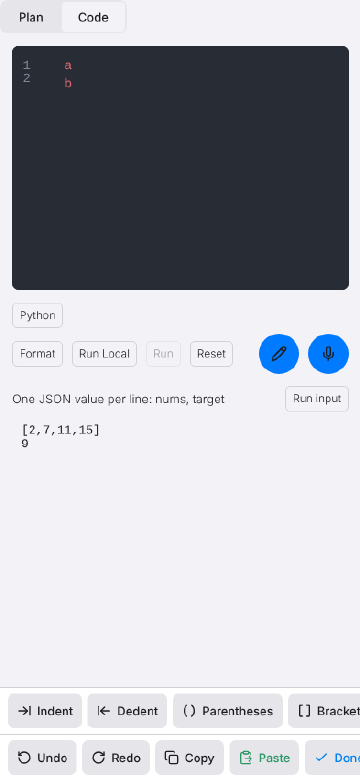 Plan Code
1 a
2 b
Python
Format Run Local Run Reset
One JSON value per line: nums, target Run input
[2,7,11,15]
9
Indent Dedent () Parentheses [] Bracket
Undo Redo Copy Paste Done